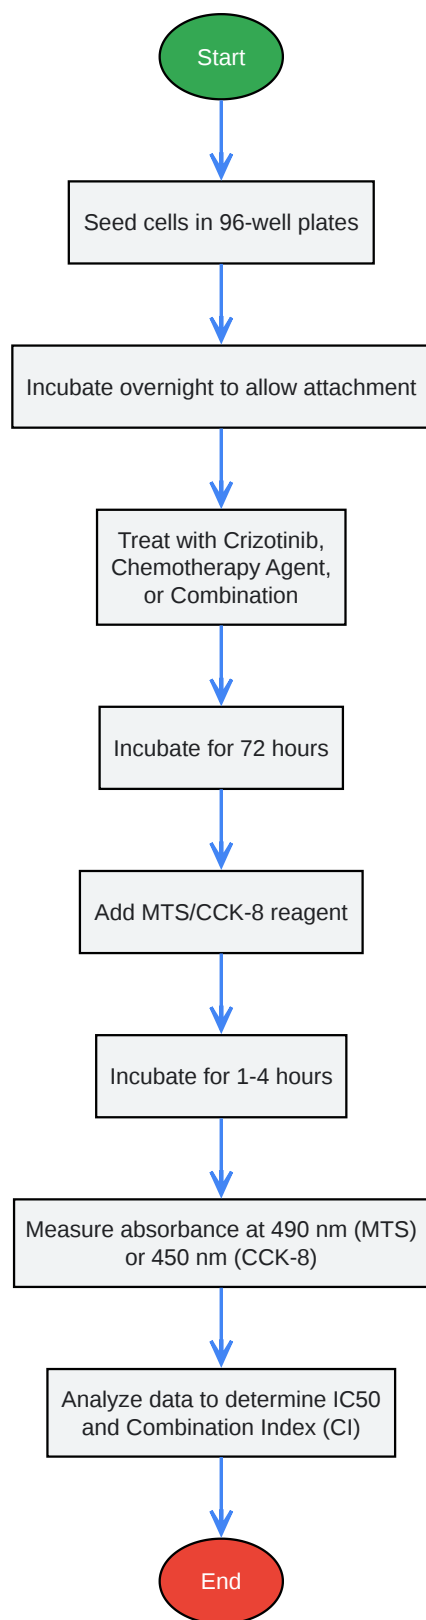 Start
Seed cells in 96-well plates
Incubate overnight to allow attachment
Treat with Crizotinib,
Chemotherapy Agent,
or Combination
Incubate for 72 hours
Add MTS/CCK-8 reagent
Incubate for 1-4 hours
Measure absorbance at 490 nm (MTS)
or 450 nm (CCK-8)
Analyze data to determine IC50
and Combination Index (CI)
End